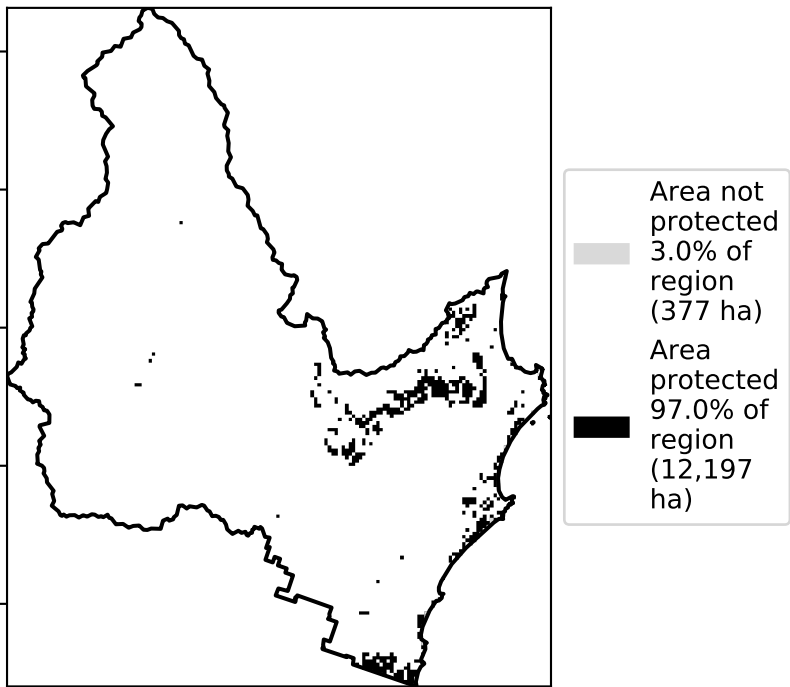 Area not
protected
3.0% of
region
(377 ha)
Area
protected
97.0% of
region
(12,197
ha)